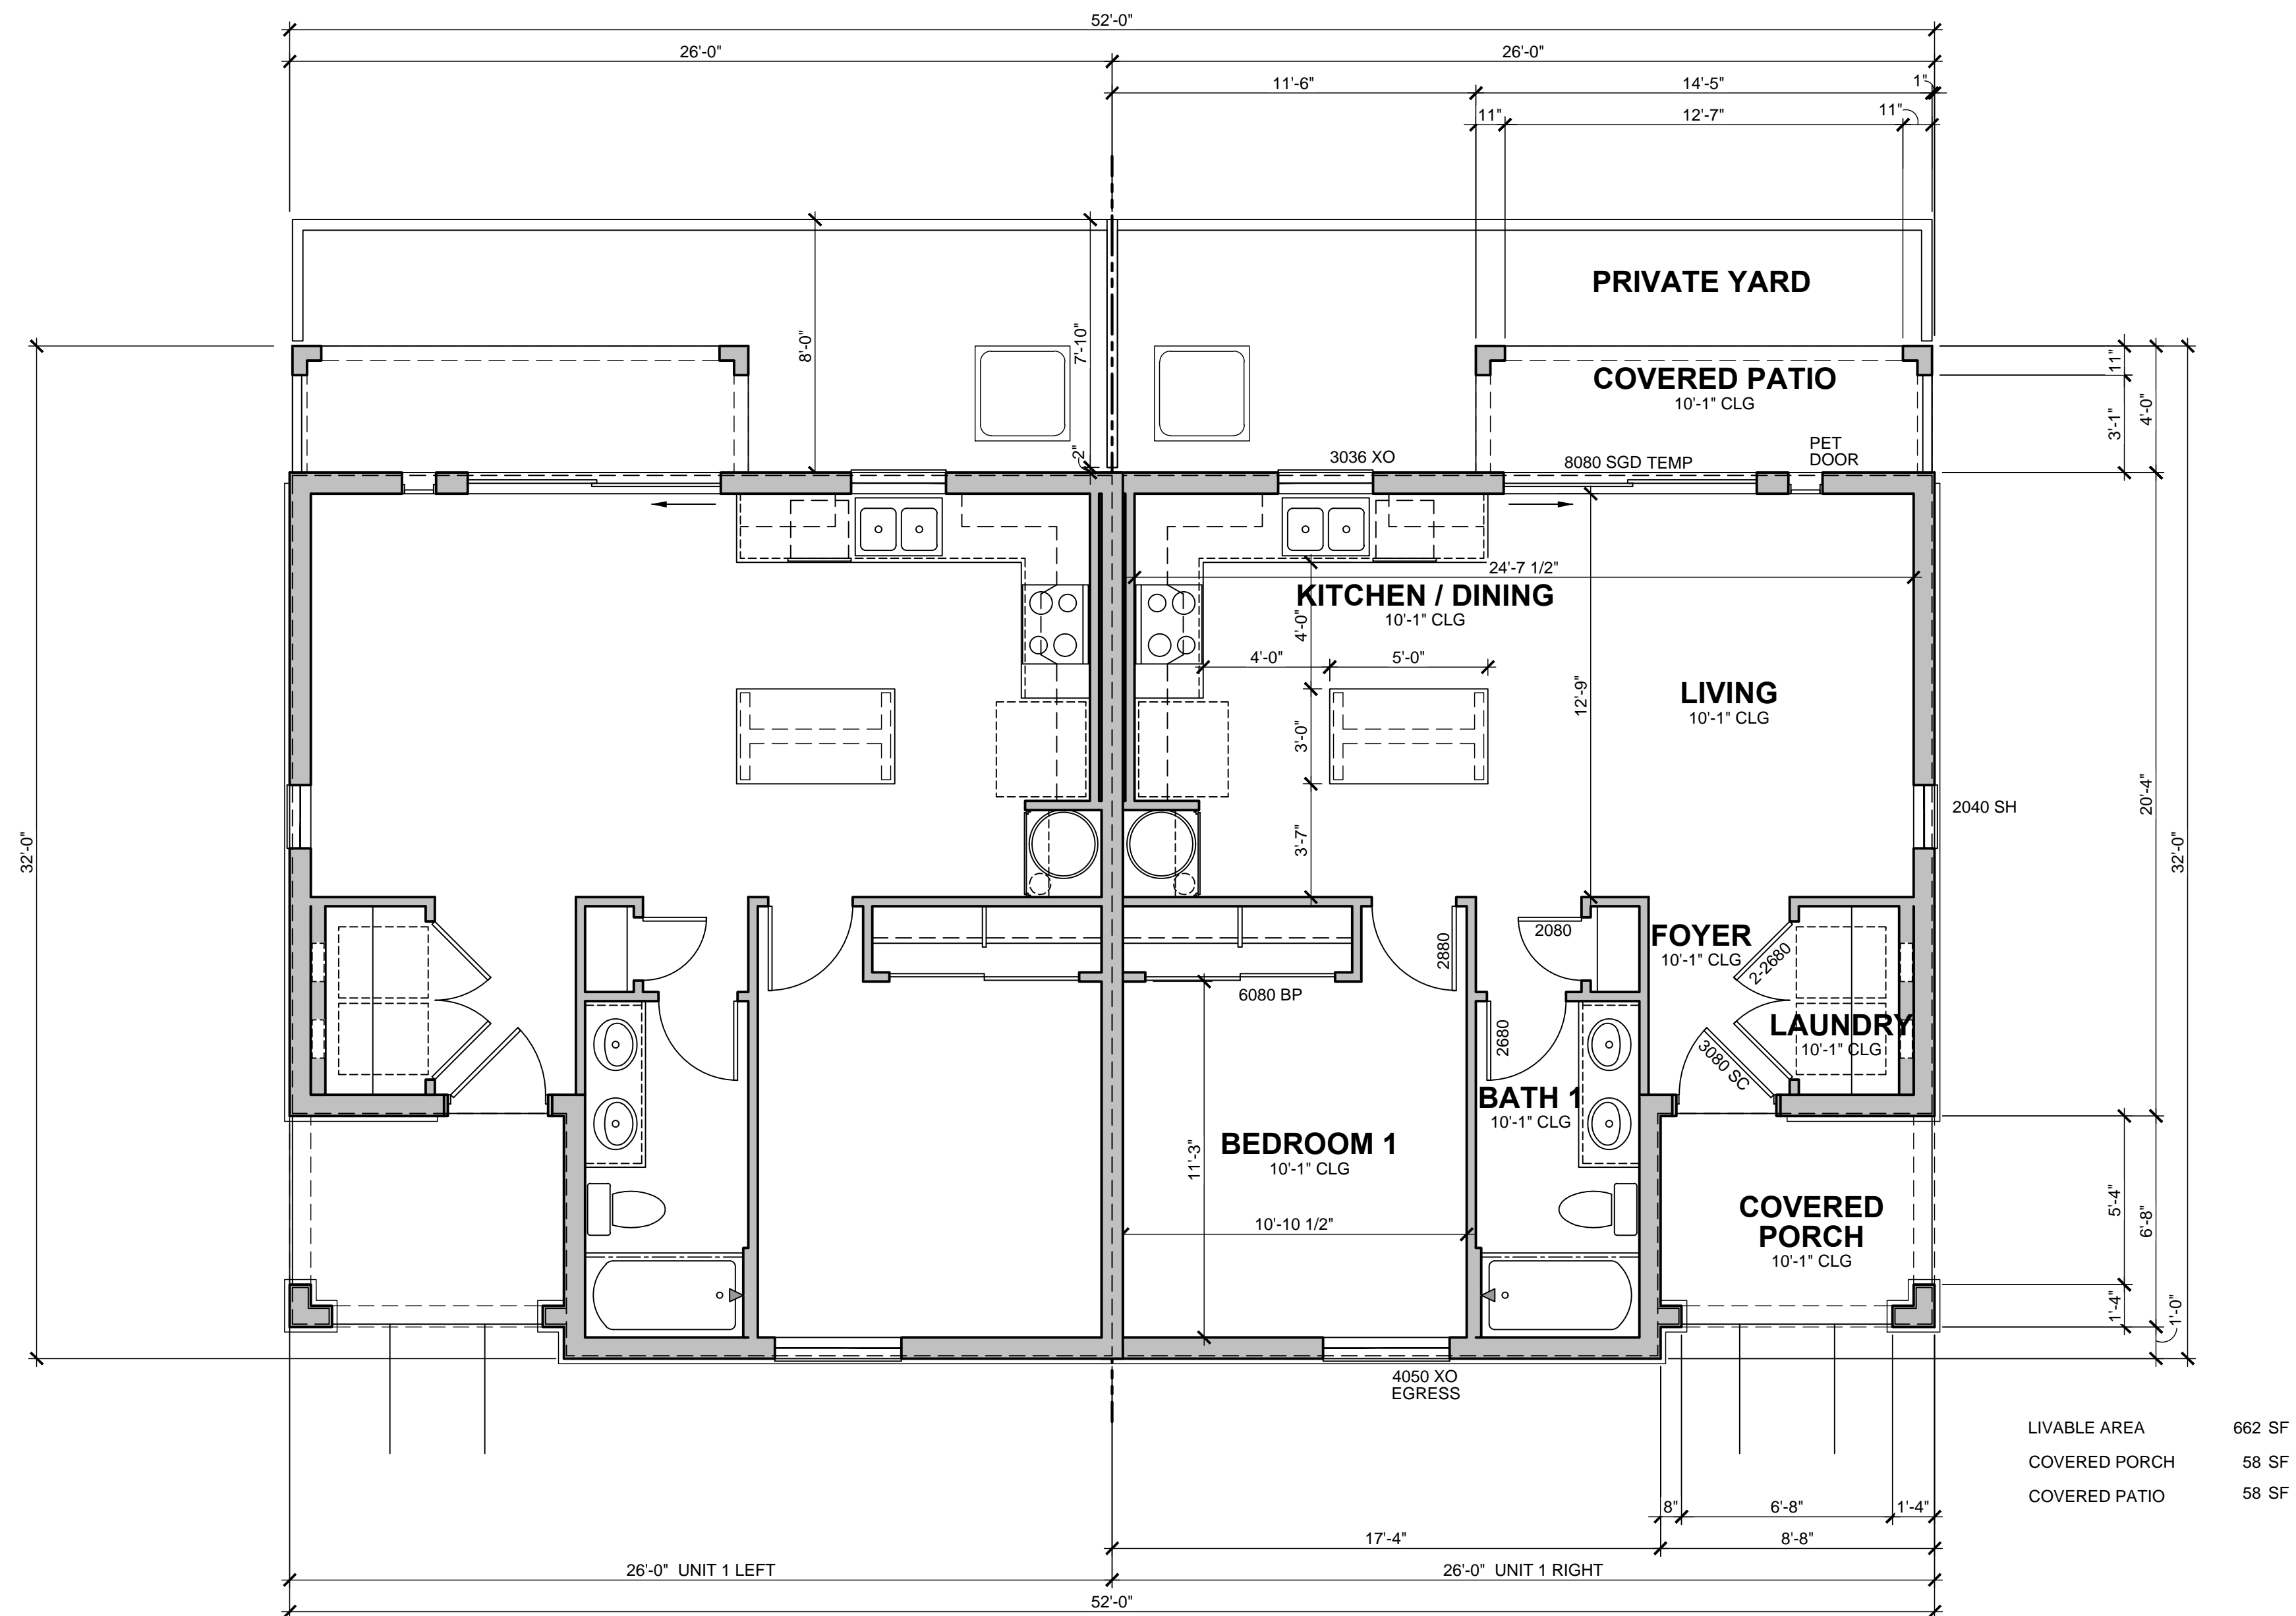 52'-0"
26'-0"
26'-0"
11'-6"
14'-5"
1"
11"
12'-7"
11"
PRIVATE YARD
8'-0"
7'-10"
2"
COVERED PATIO
10'-1" CLG
11"
3'-1"
4'-0"
3036 XO
8080 SGD TEMP
PET
DOOR
24'-7 1/2"
KITCHEN / DINING
10'-1" CLG
4'-0"
4'-0"
5'-0"
12'-9"
LIVING
10'-1" CLG
3'-0"
3'-7"
2040 SH
20'-4"
32'-0"
32'-0"
2880
2080
FOYER
10'-1" CLG
2-2680
6080 BP
2680
LAUNDRY
10'-1" CLG
3080 SC
BATH 1
10'-1" CLG
BEDROOM 1
10'-1" CLG
11'-3"
10'-10 1/2"
COVERED
PORCH
10'-1" CLG
5'-4"
6'-8"
1'-4"
1'-0"
4050 XO
EGRESS
LIVABLE AREA 662 SF
COVERED PORCH 58 SF
COVERED PATIO 58 SF
8"
6'-8"
1'-4"
17'-4"
8'-8"
26'-0" UNIT 1 LEFT
26'-0" UNIT 1 RIGHT
52'-0"